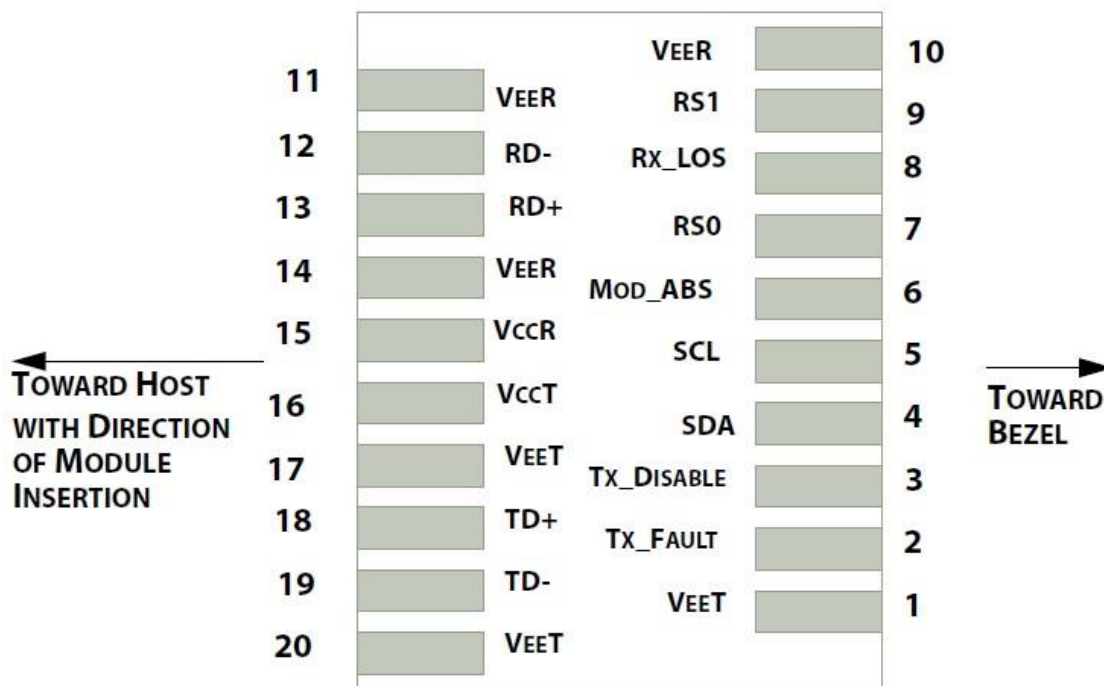 11 VEER
12 RD-
13 RD+
14 VEER
15 VCCR
16 VCCT
17 VEET
18 TD+
19 TD-
20 VEET
VEER 10
RS1 9
RX_LOS 8
RS0 7
MOD_ABS 6
SCL 5
SDA 4
TX_DISABLE 3
TX_FAULT 2
VEET 1
TOWARD HOST
WITH DIRECTION
OF MODULE
INSERTION
TOWARD
BEZEL